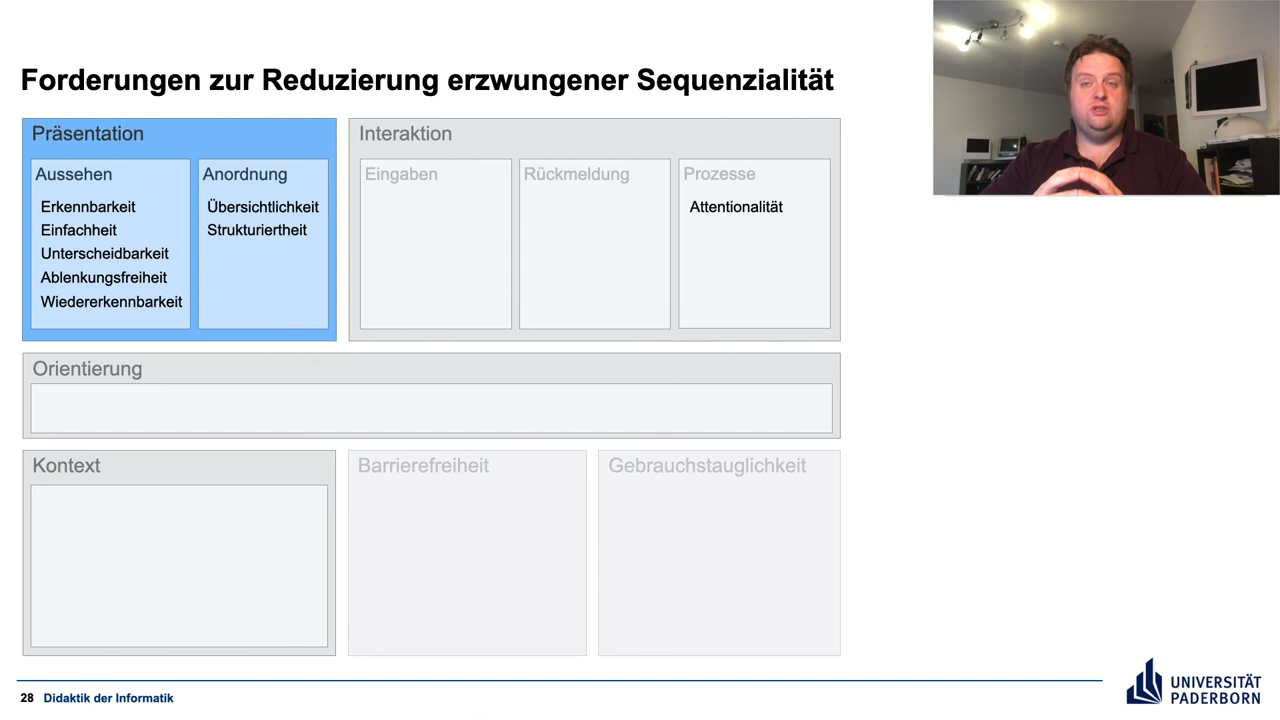 Forderungen zur Reduzierung erzwungener Sequenzialität
Präsentation
Aussehen
Erkennbarkeit
Einfachheit
Unterscheidbarkeit
Ablenkungsfreiheit
Wiedererkennbarkeit
Anordnung
Übersichtlichkeit
Strukturiertheit
Interaktion
Eingaben
Rückmeldung
Prozesse
Attentionalität
Orientierung
Kontext
Barrierefreiheit
Gebrauchstauglichkeit
28 Didaktik der Informatik
UNIVERSITÄT
PADERBORN